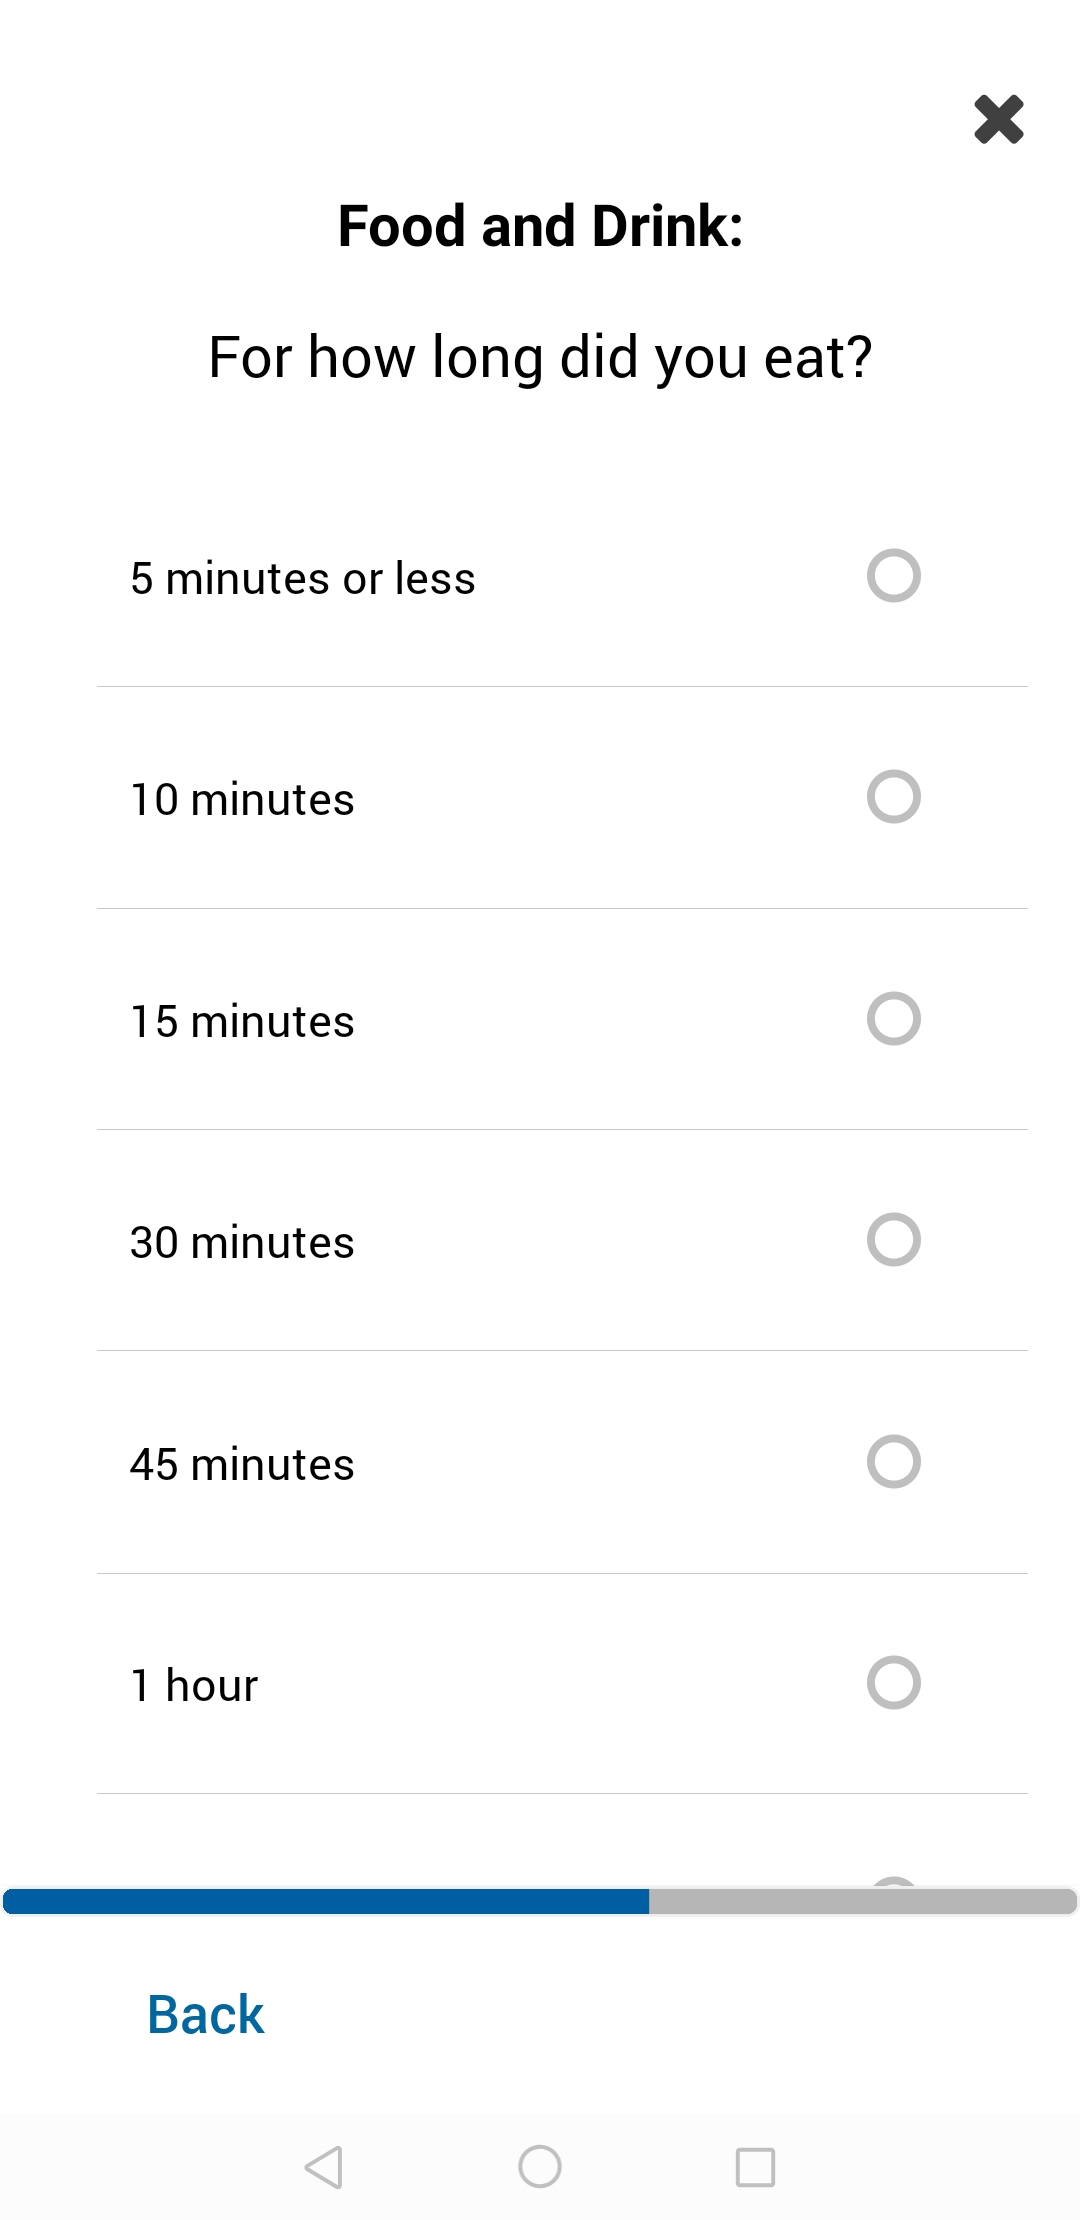 Food and Drink:
For how long did you eat?
5 minutes or less
10 minutes
15 minutes
30 minutes
45 minutes
1 hour
Back